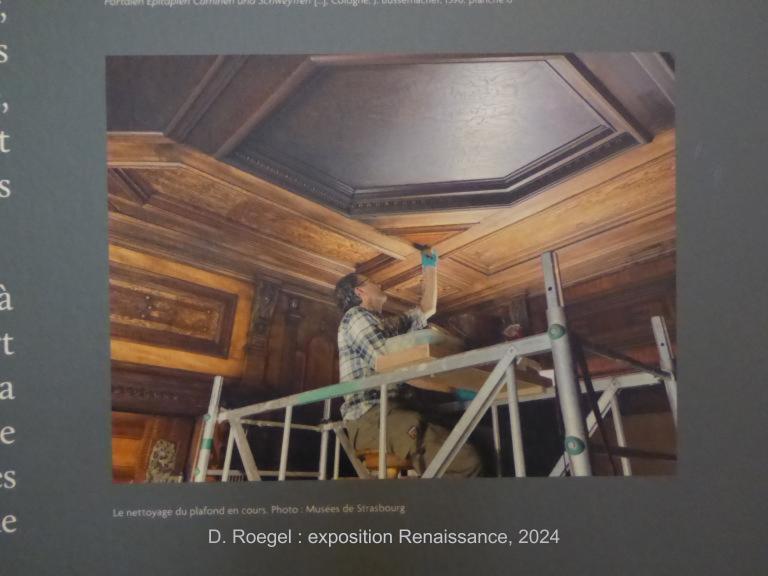 Portalen Epitapien Caminen und Schweyffen [...], Cologne, J. Bussemacher, 1596. planche 6
,
s
,
t
s
à
t
a
e
es
e
Le nettoyage du plafond en cours. Photo : Musées de Strasbourg
D. Roegel : exposition Renaissance, 2024